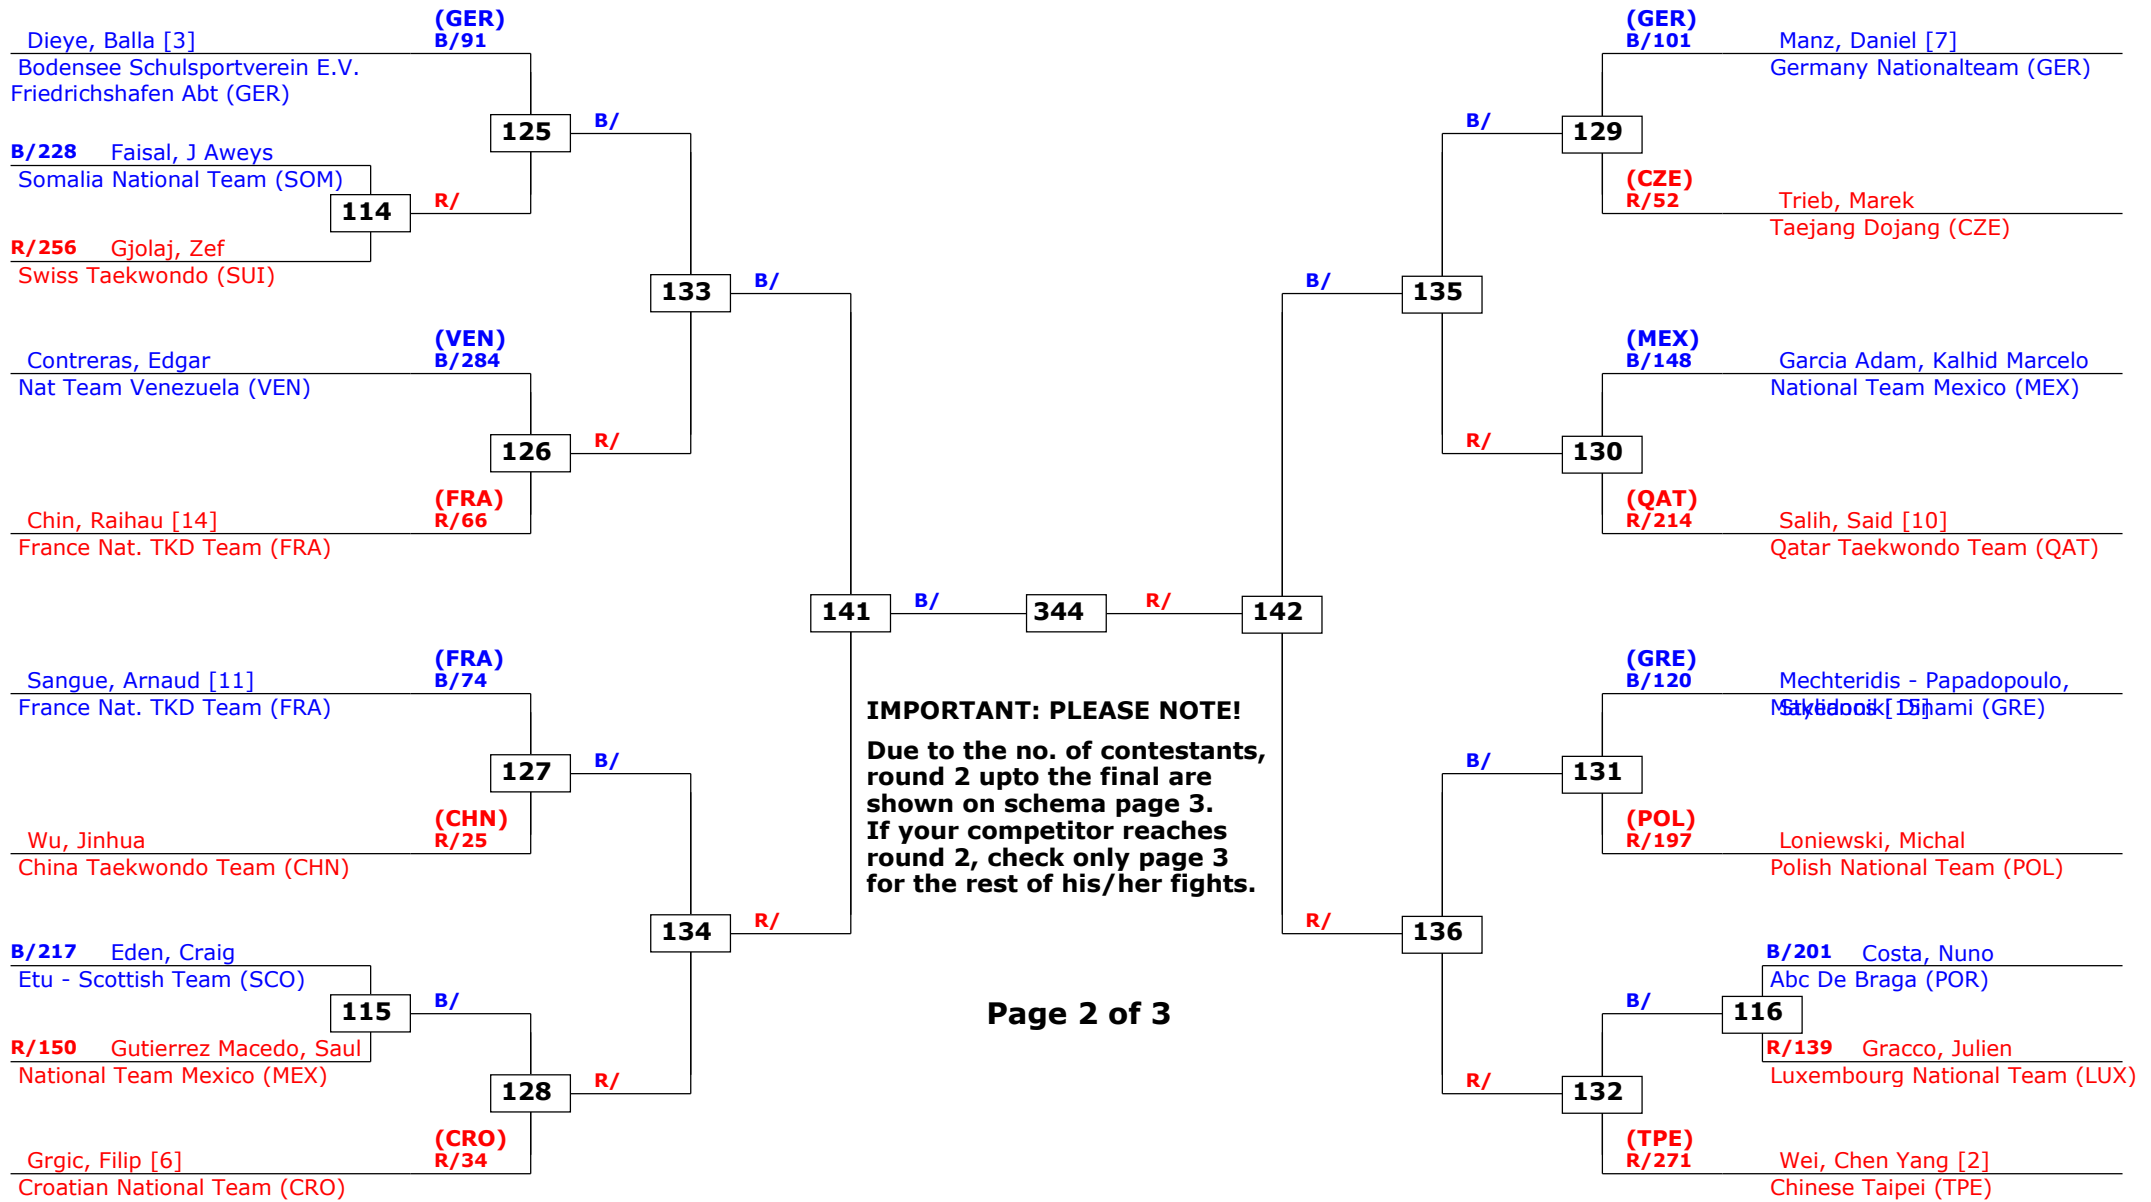 (GER)
Dieye, Balla [3]
B/91
Bodensee Schulsportverein E.V.
Friedrichshafen Abt (GER)
125
B/
B/228 Faisal, J Aweys
Somalia National Team (SOM)
114
R/
R/256 Gjolaj, Zef
Swiss Taekwondo (SUI)
133
B/
(VEN)
Contreras, Edgar
B/284
Nat Team Venezuela (VEN)
126
R/
(FRA)
Chin, Raihau [14]
R/66
France Nat. TKD Team (FRA)
141
B/
344
(FRA)
Sangue, Arnaud [11]
B/74
France Nat. TKD Team (FRA)
127
B/
(CHN)
Wu, Jinhua
R/25
China Taekwondo Team (CHN)
134
R/
B/217 Eden, Craig
Etu - Scottish Team (SCO)
115
B/
R/150 Gutierrez Macedo, Saul
National Team Mexico (MEX)
128
R/
(CRO)
Grgic, Filip [6]
R/34
Croatian National Team (CRO)
IMPORTANT: PLEASE NOTE!
Due to the no. of contestants,
round 2 upto the final are
shown on schema page 3.
If your competitor reaches
round 2, check only page 3
for the rest of his/her fights.
Page 2 of 3
(GER)
B/101 Manz, Daniel [7]
Germany Nationalteam (GER)
B/
129
(CZE)
R/52 Trieb, Marek
Taejang Dojang (CZE)
B/
135
(MEX)
B/148 Garcia Adam, Kalhid Marcelo
National Team Mexico (MEX)
R/
130
(QAT)
R/214 Salih, Said [10]
Qatar Taekwondo Team (QAT)
R/
142
(GRE)
B/120 Mechteridis - Papadopoulo,
(GRE)
B/
131
(POL)
R/197 Loniewski, Michal
Polish National Team (POL)
R/
136
B/201 Costa, Nuno
Abc De Braga (POR)
B/
116
R/139 Gracco, Julien
Luxembourg National Team (LUX)
R/
132
(TPE)
R/271 Wei, Chen Yang [2]
Chinese Taipei (TPE)